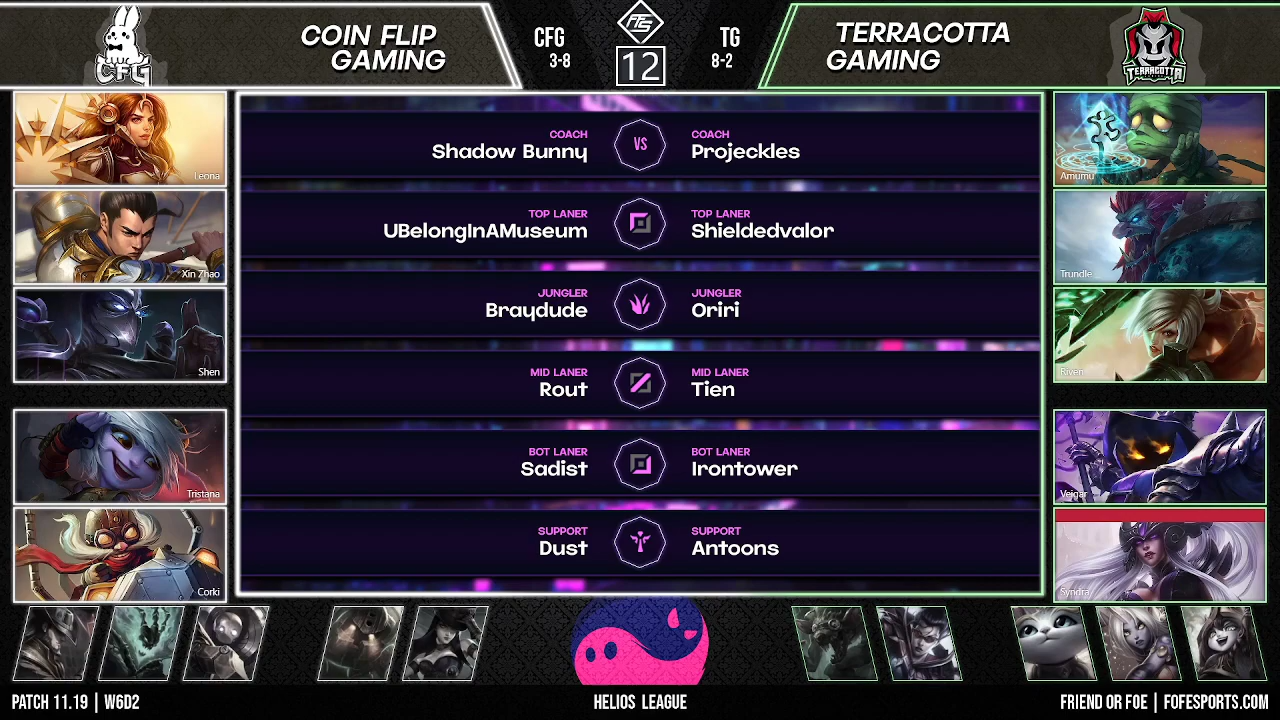 COIN FLIP
GAMING
CFG
CFG
3-8
FFS
12
TG
8-2
TERRACOTTA
GAMING
TERRACOTTA
Leona
Xin Zhao
Shen
Tristana
Corki
COACH
Shadow Bunny
VS
COACH
Projeckles
TOP LANER
UBelongInAMuseum
TOP LANER
Shieldedvalor
JUNGLER
Braydude
JUNGLER
Oriri
MID LANER
Rout
MID LANER
Tien
BOT LANER
Sadist
BOT LANER
Irontower
SUPPORT
Dust
SUPPORT
Antoons
Amumu
Trundle
Riven
Veigar
Syndra
PATCH 11.19 | W6D2
HELIOS LEAGUE
FRIEND OR FOE | FOFESPORTS.COM